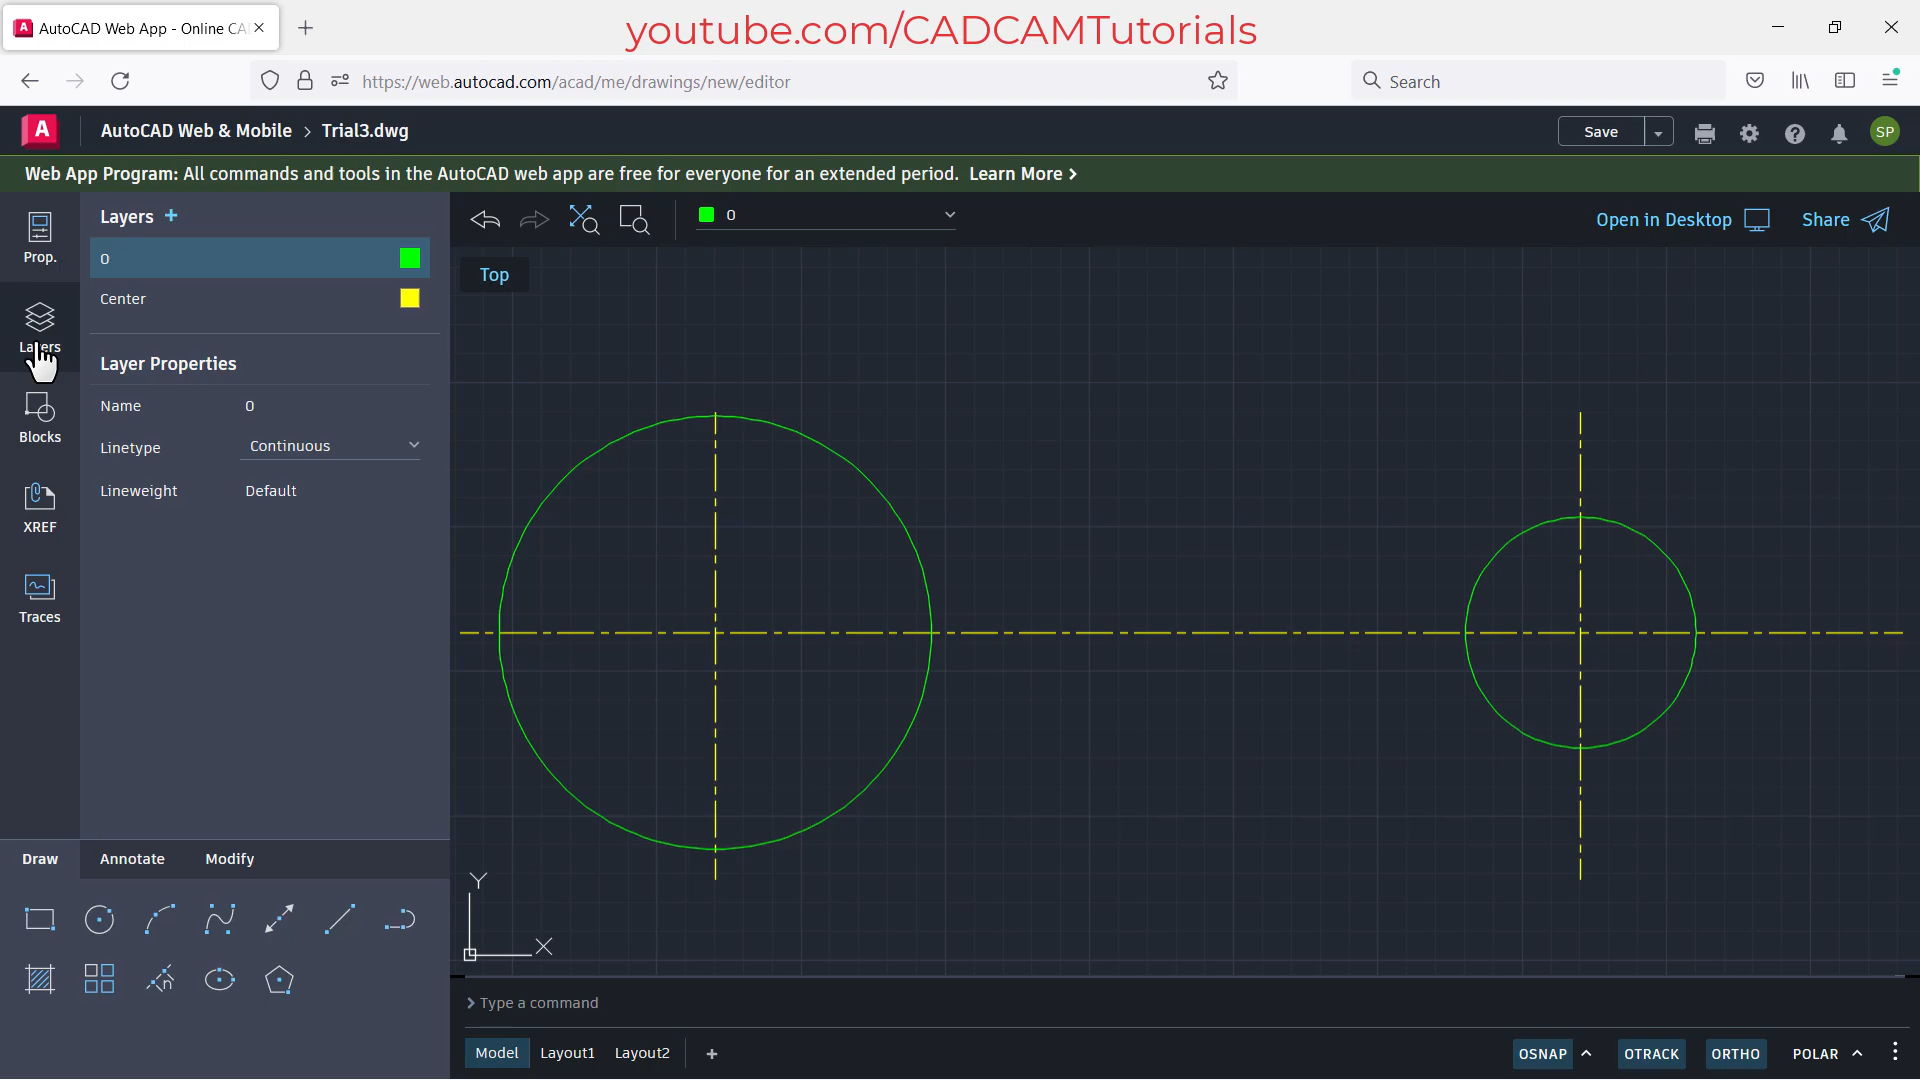 AutoCAD Web App - Online CA
youtube.com/CADCAMTutorials
https://web.autocad.com/acad/me/drawings/new/editor
Search
A
AutoCAD Web & Mobile > Trial3.dwg
Save
SP
Web App Program: All commands and tools in the AutoCAD web app are free for everyone for an extended period. Learn More >
Prop.
Layers +
0
Open in Desktop
Share
0
Top
Center
Layers
Layer Properties
Name 0
Blocks
Linetype Continuous
Lineweight Default
XREF
Traces
Draw Annotate Modify
Y
X
> Type a command
Model Layout1 Layout2 +
OSNAP OTRACK ORTHO POLAR